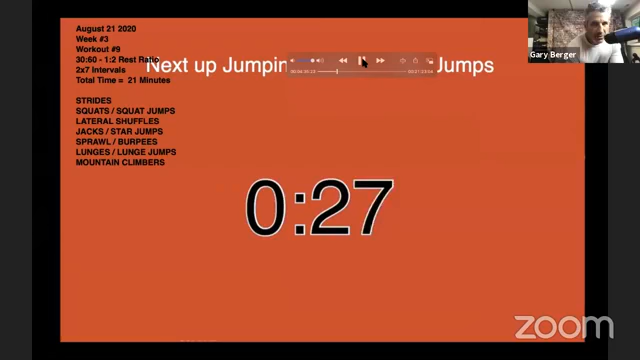 August 21 2020
Week #3
Workout #9
30:60 - 1:2 Rest Ratio
2x7 Intervals
Total Time = 21 Minutes
Next up Jumpin Jumps
STRIDES
SQUATS / SQUAT JUMPS
LATERAL SHUFFLES
JACKS / STAR JUMPS
SPRAWL / BURPEES
LUNGES / LUNGE JUMPS
MOUNTAIN CLIMBERS
0:27
Gary Berger
zoom